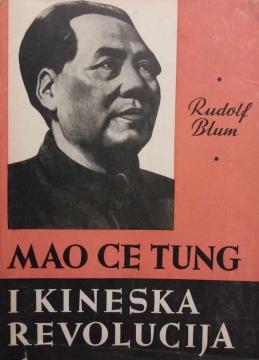 Rudolf
Blum
MAO CE TUNG
I KINESKA
REVOLUCIJA